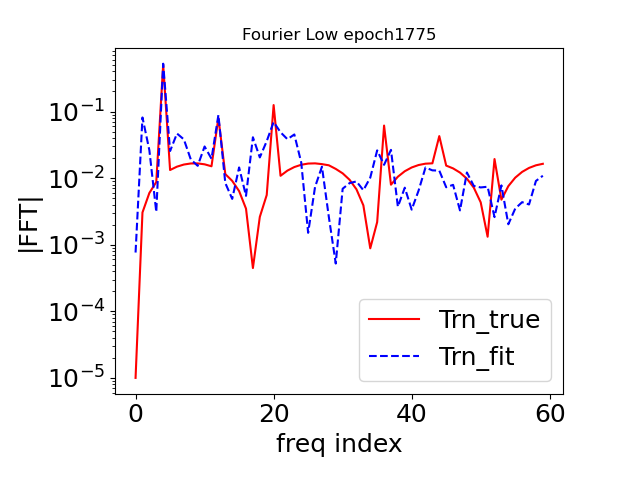 Fourier Low epoch1775
|FFT|
10⁻¹
10⁻²
10⁻³
10⁻⁴
10⁻⁵
Trn_true
Trn_fit
0 20 40 60
freq index